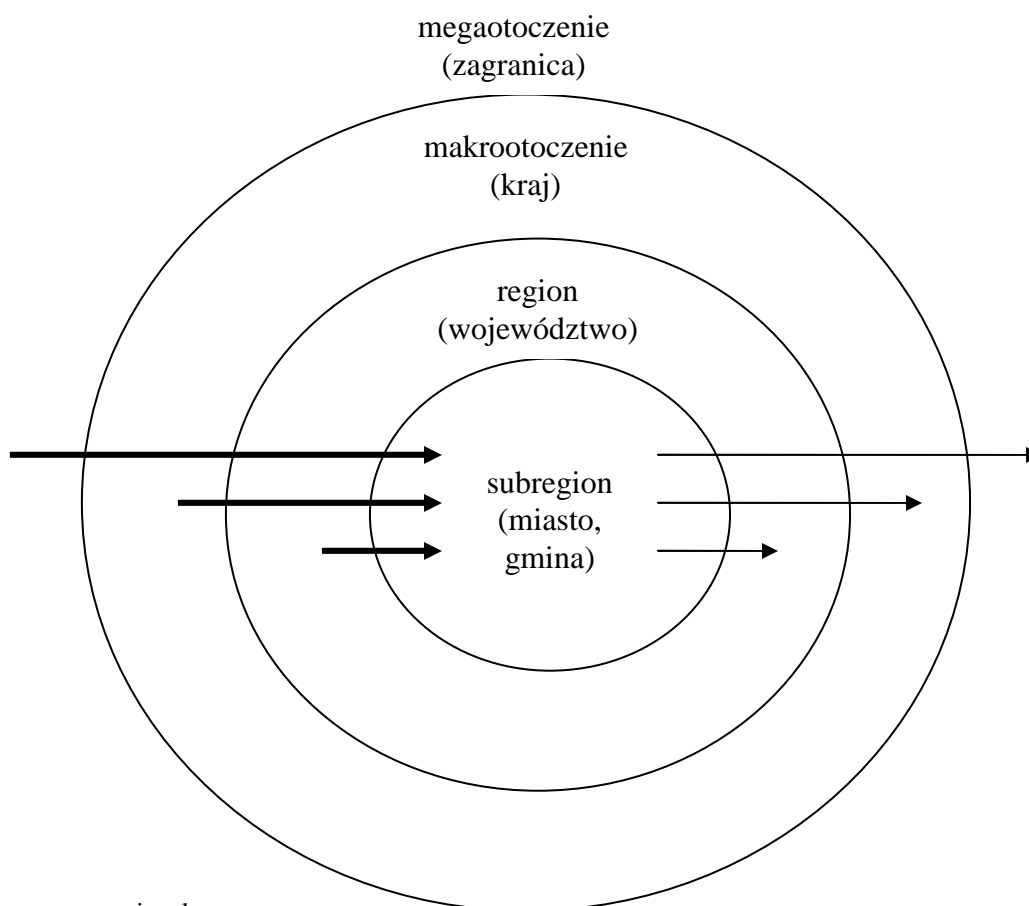 megaotoczenie
(zagranica)
makrootoczenie
(kraj)
region
(województwo)
subregion
(miasto,
gmina)